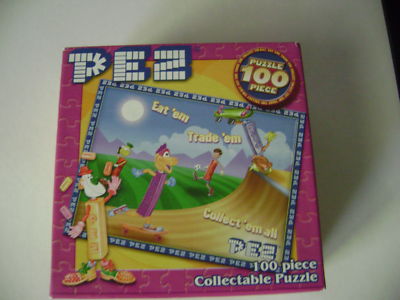 PEZ
PUZZLE
100
PIECE
Eat 'em
Trade 'em
Collect 'em all
PEZ
100 piece
Collectable Puzzle